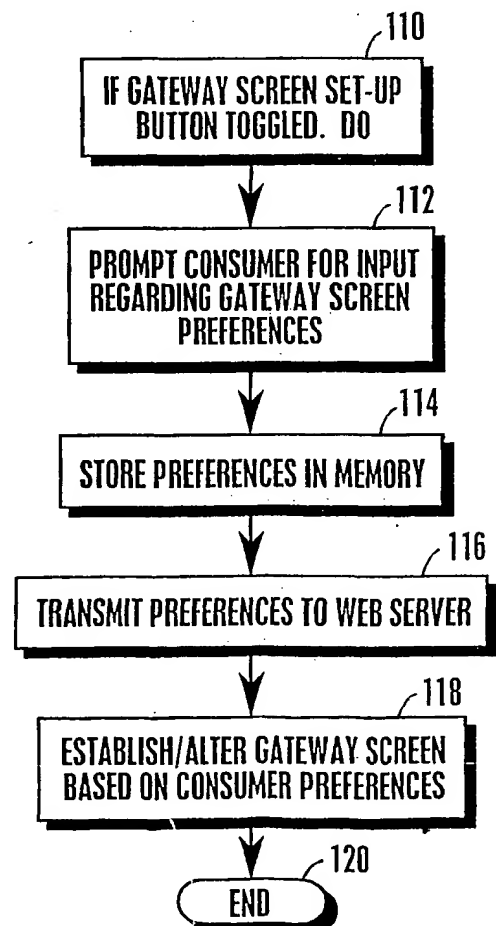 110
IF GATEWAY SCREEN SET-UP
BUTTON TOGGLED. DO
112
PROMPT CONSUMER FOR INPUT
REGARDING GATEWAY SCREEN
PREFERENCES
114
STORE PREFERENCES IN MEMORY
116
TRANSMIT PREFERENCES TO WEB SERVER
118
ESTABLISH/ALTER GATEWAY SCREEN
BASED ON CONSUMER PREFERENCES
120
END